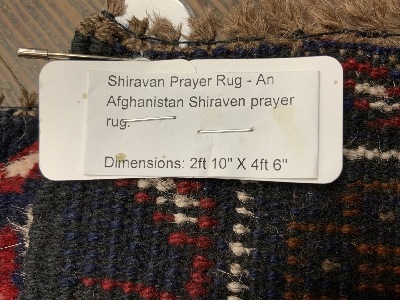 Shiravan Prayer Rug - An
Afghanistan Shiraven prayer
rug.
Dimensions: 2ft 10" X 4ft 6"